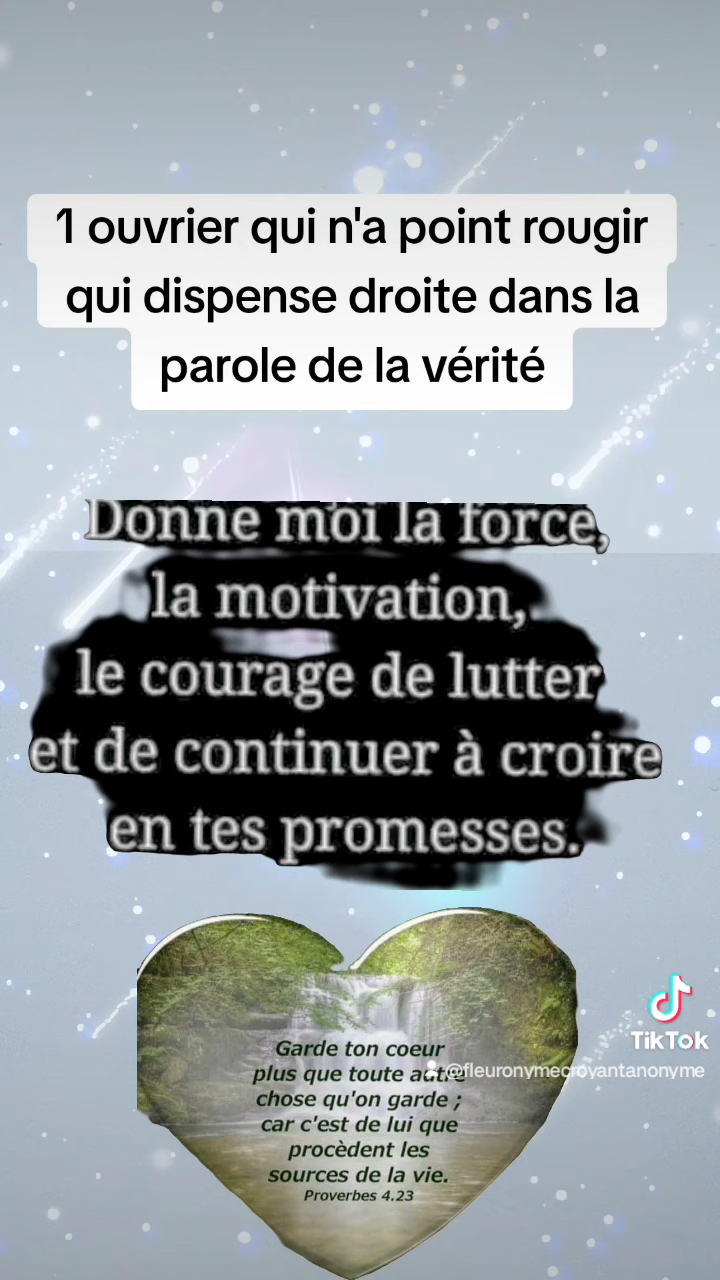 1 ouvrier qui n'a point rougir
qui dispense droite dans la
parole de la vérité
Donne moi la force,
la motivation,
le courage de lutter
et de continuer à croire
en tes promesses.
Garde ton coeur
plus que toute autre
chose qu'on garde ;
car c'est de lui que
procèdent les
sources de la vie.
Proverbes 4.23
TikTok
@fleuronymecroyantanonyme